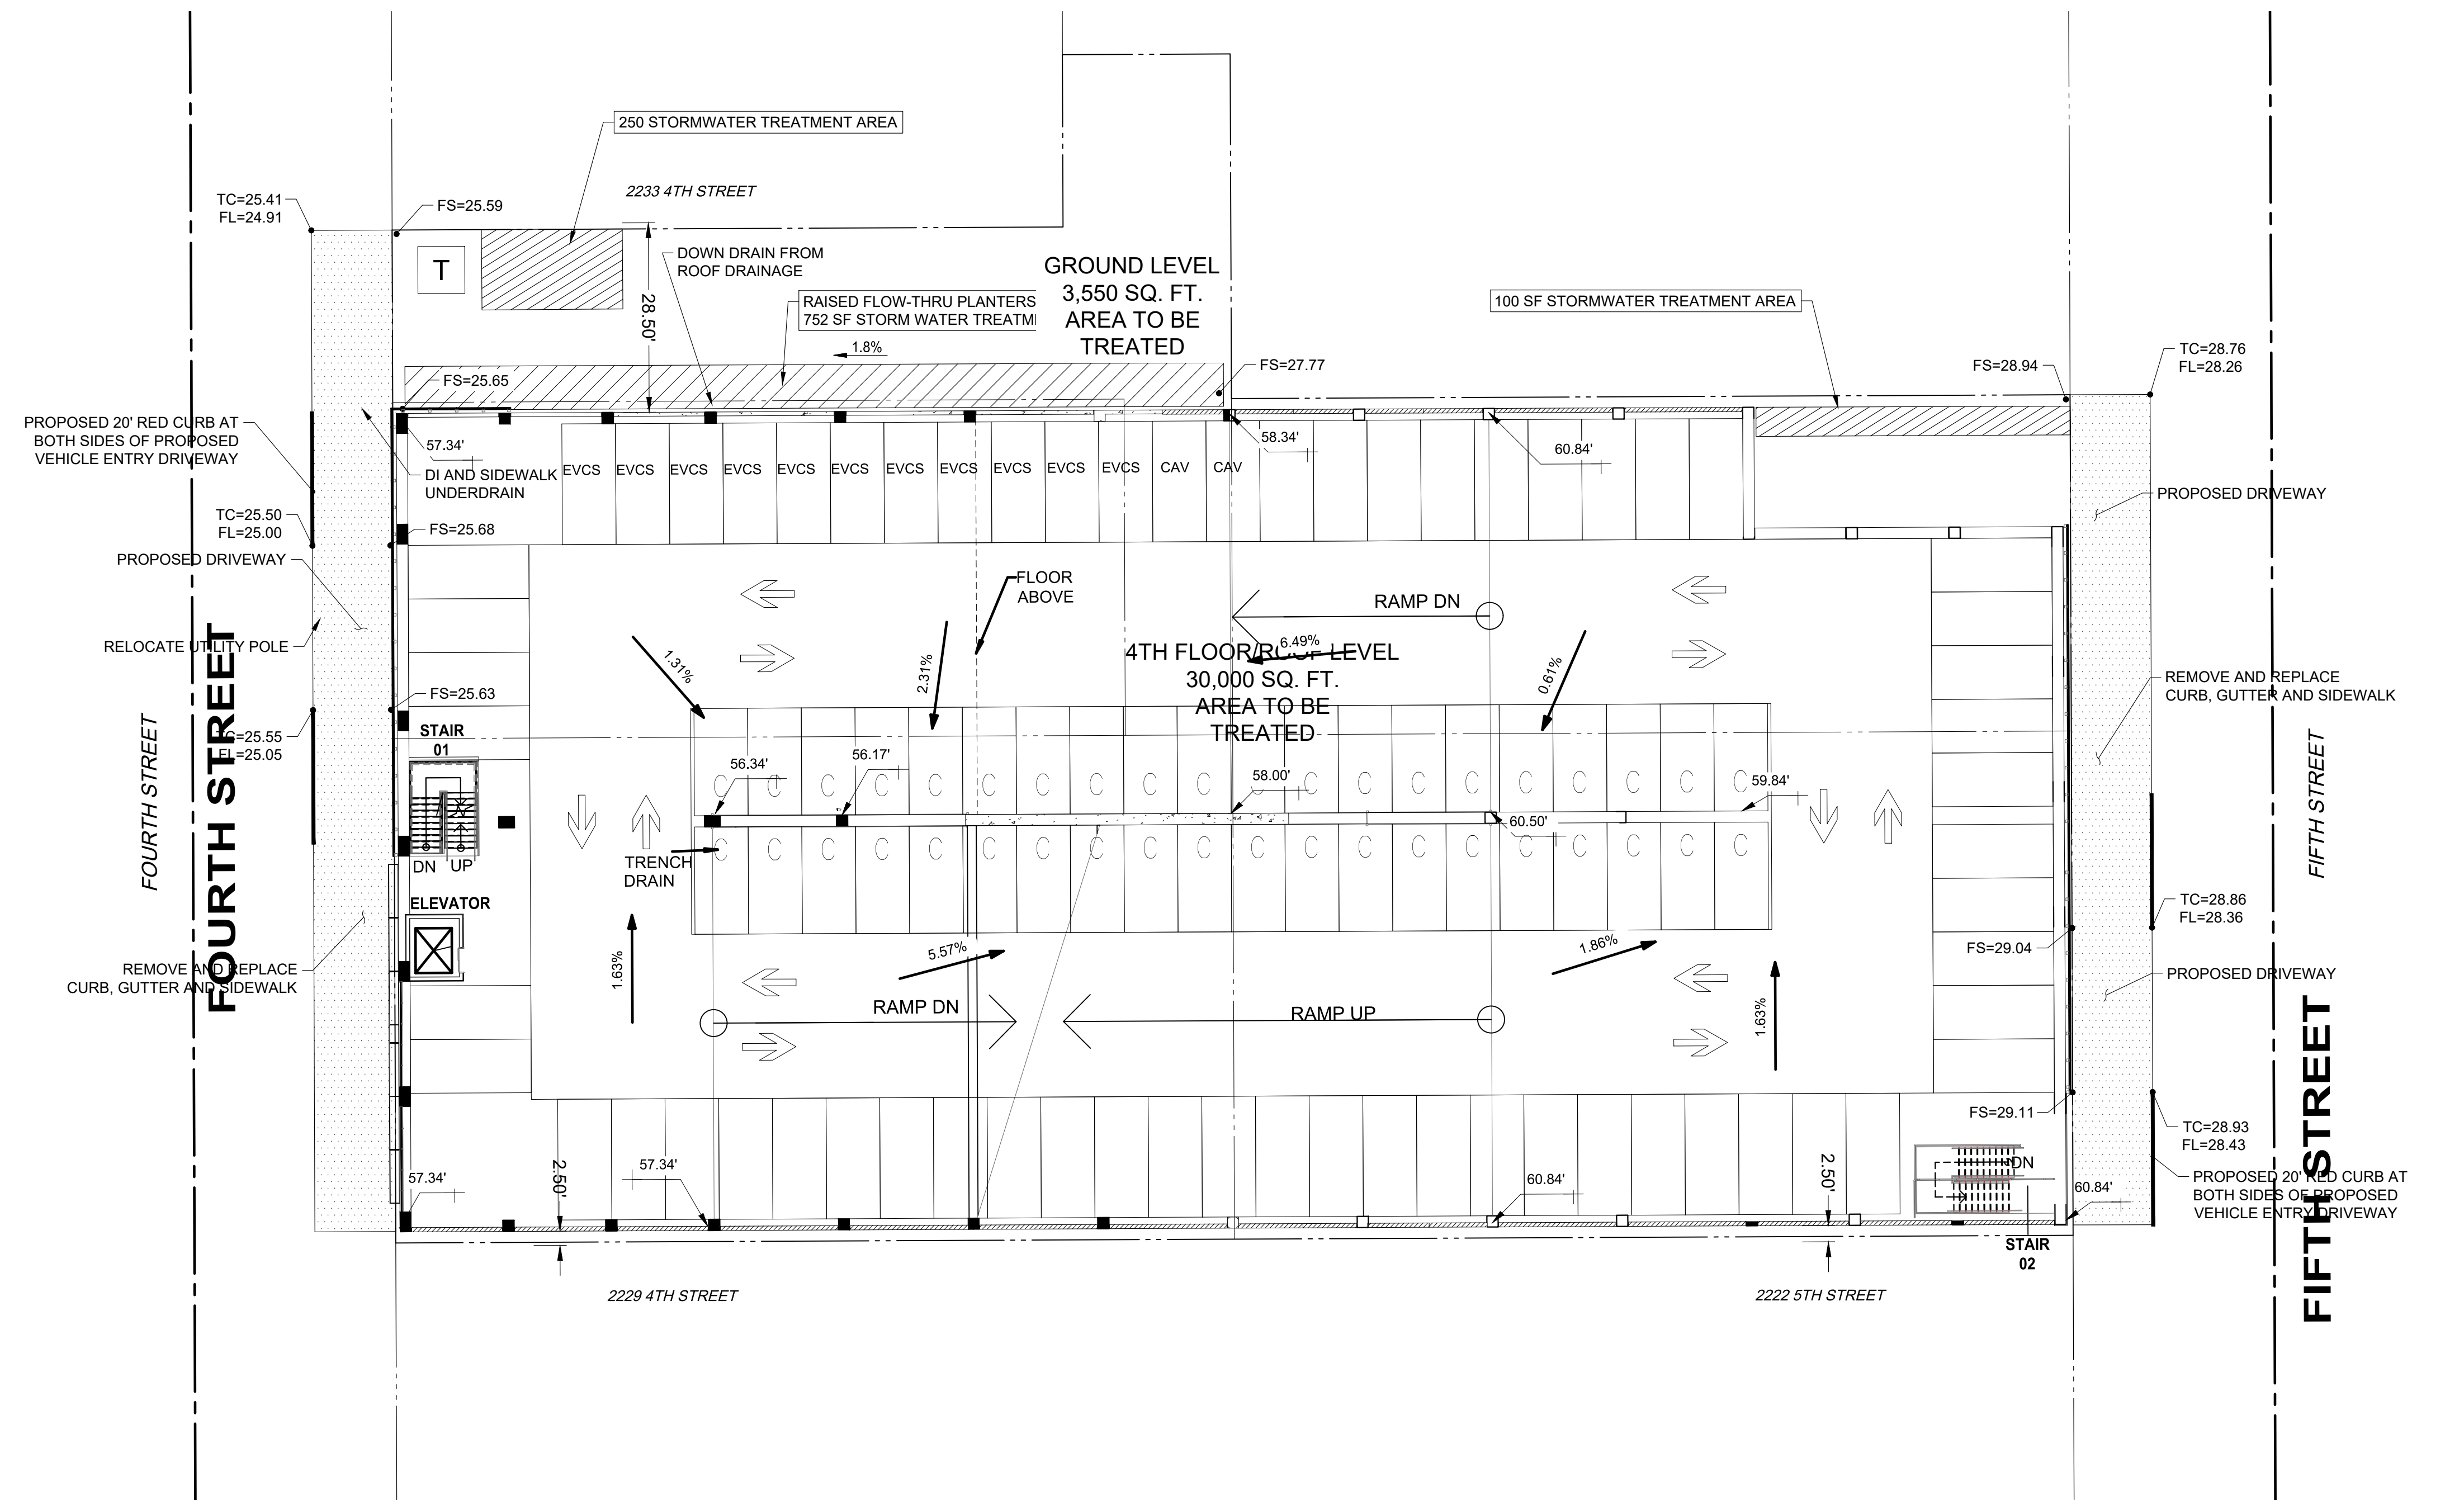 250 STORMWATER TREATMENT AREA
2233 4TH STREET
TC=25.41
FL=24.91
FS=25.59
T
28.50'
DOWN DRAIN FROM
ROOF DRAINAGE
RAISED FLOW-THRU PLANTERS
752 SF STORM WATER TREATM
1.8%
GROUND LEVEL
3,550 SQ. FT.
AREA TO BE
TREATED
100 SF STORMWATER TREATMENT AREA
FS=27.77
FS=28.94
TC=28.76
FL=28.26
FS=25.65
PROPOSED 20' RED CURB AT
BOTH SIDES OF PROPOSED
VEHICLE ENTRY DRIVEWAY
57.34'
DI AND SIDEWALK
UNDERDRAIN
EVCS EVCS EVCS EVCS EVCS EVCS EVCS EVCS EVCS EVCS EVCS CAV CAV
58.34'
60.84'
PROPOSED DRIVEWAY
TC=25.50
FL=25.00
FS=25.68
PROPOSED DRIVEWAY
FLOOR
ABOVE
RAMP DN
6.49%
RELOCATE UTILITY POLE
1.31%
2.31%
0.61%
4TH FLOOR/ROOF LEVEL
30,000 SQ. FT.
AREA TO BE
TREATED
REMOVE AND REPLACE
CURB, GUTTER AND SIDEWALK
FS=25.63
TC=25.55
FL=25.05
STAIR
01
FOURTH STREET
FOURTH STREET
FIFTH STREET
FIFTH STREET
56.34'
56.17'
58.00'
59.84'
C C C C C C C C C C C C C C C C C C C C
60.50'
C C C C C C C C C C C C C C C C C C C C
TRENCH
DRAIN
DN UP
ELEVATOR
TC=28.86
FL=28.36
FS=29.04
REMOVE AND REPLACE
CURB, GUTTER AND SIDEWALK
1.63%
5.57%
1.86%
1.63%
PROPOSED DRIVEWAY
RAMP DN
RAMP UP
FS=29.11
TC=28.93
FL=28.43
57.34'
2.50'
57.34'
60.84'
2.50'
DN
60.84'
PROPOSED 20' RED CURB AT
BOTH SIDES OF PROPOSED
VEHICLE ENTRY DRIVEWAY
STAIR
02
2229 4TH STREET
2222 5TH STREET